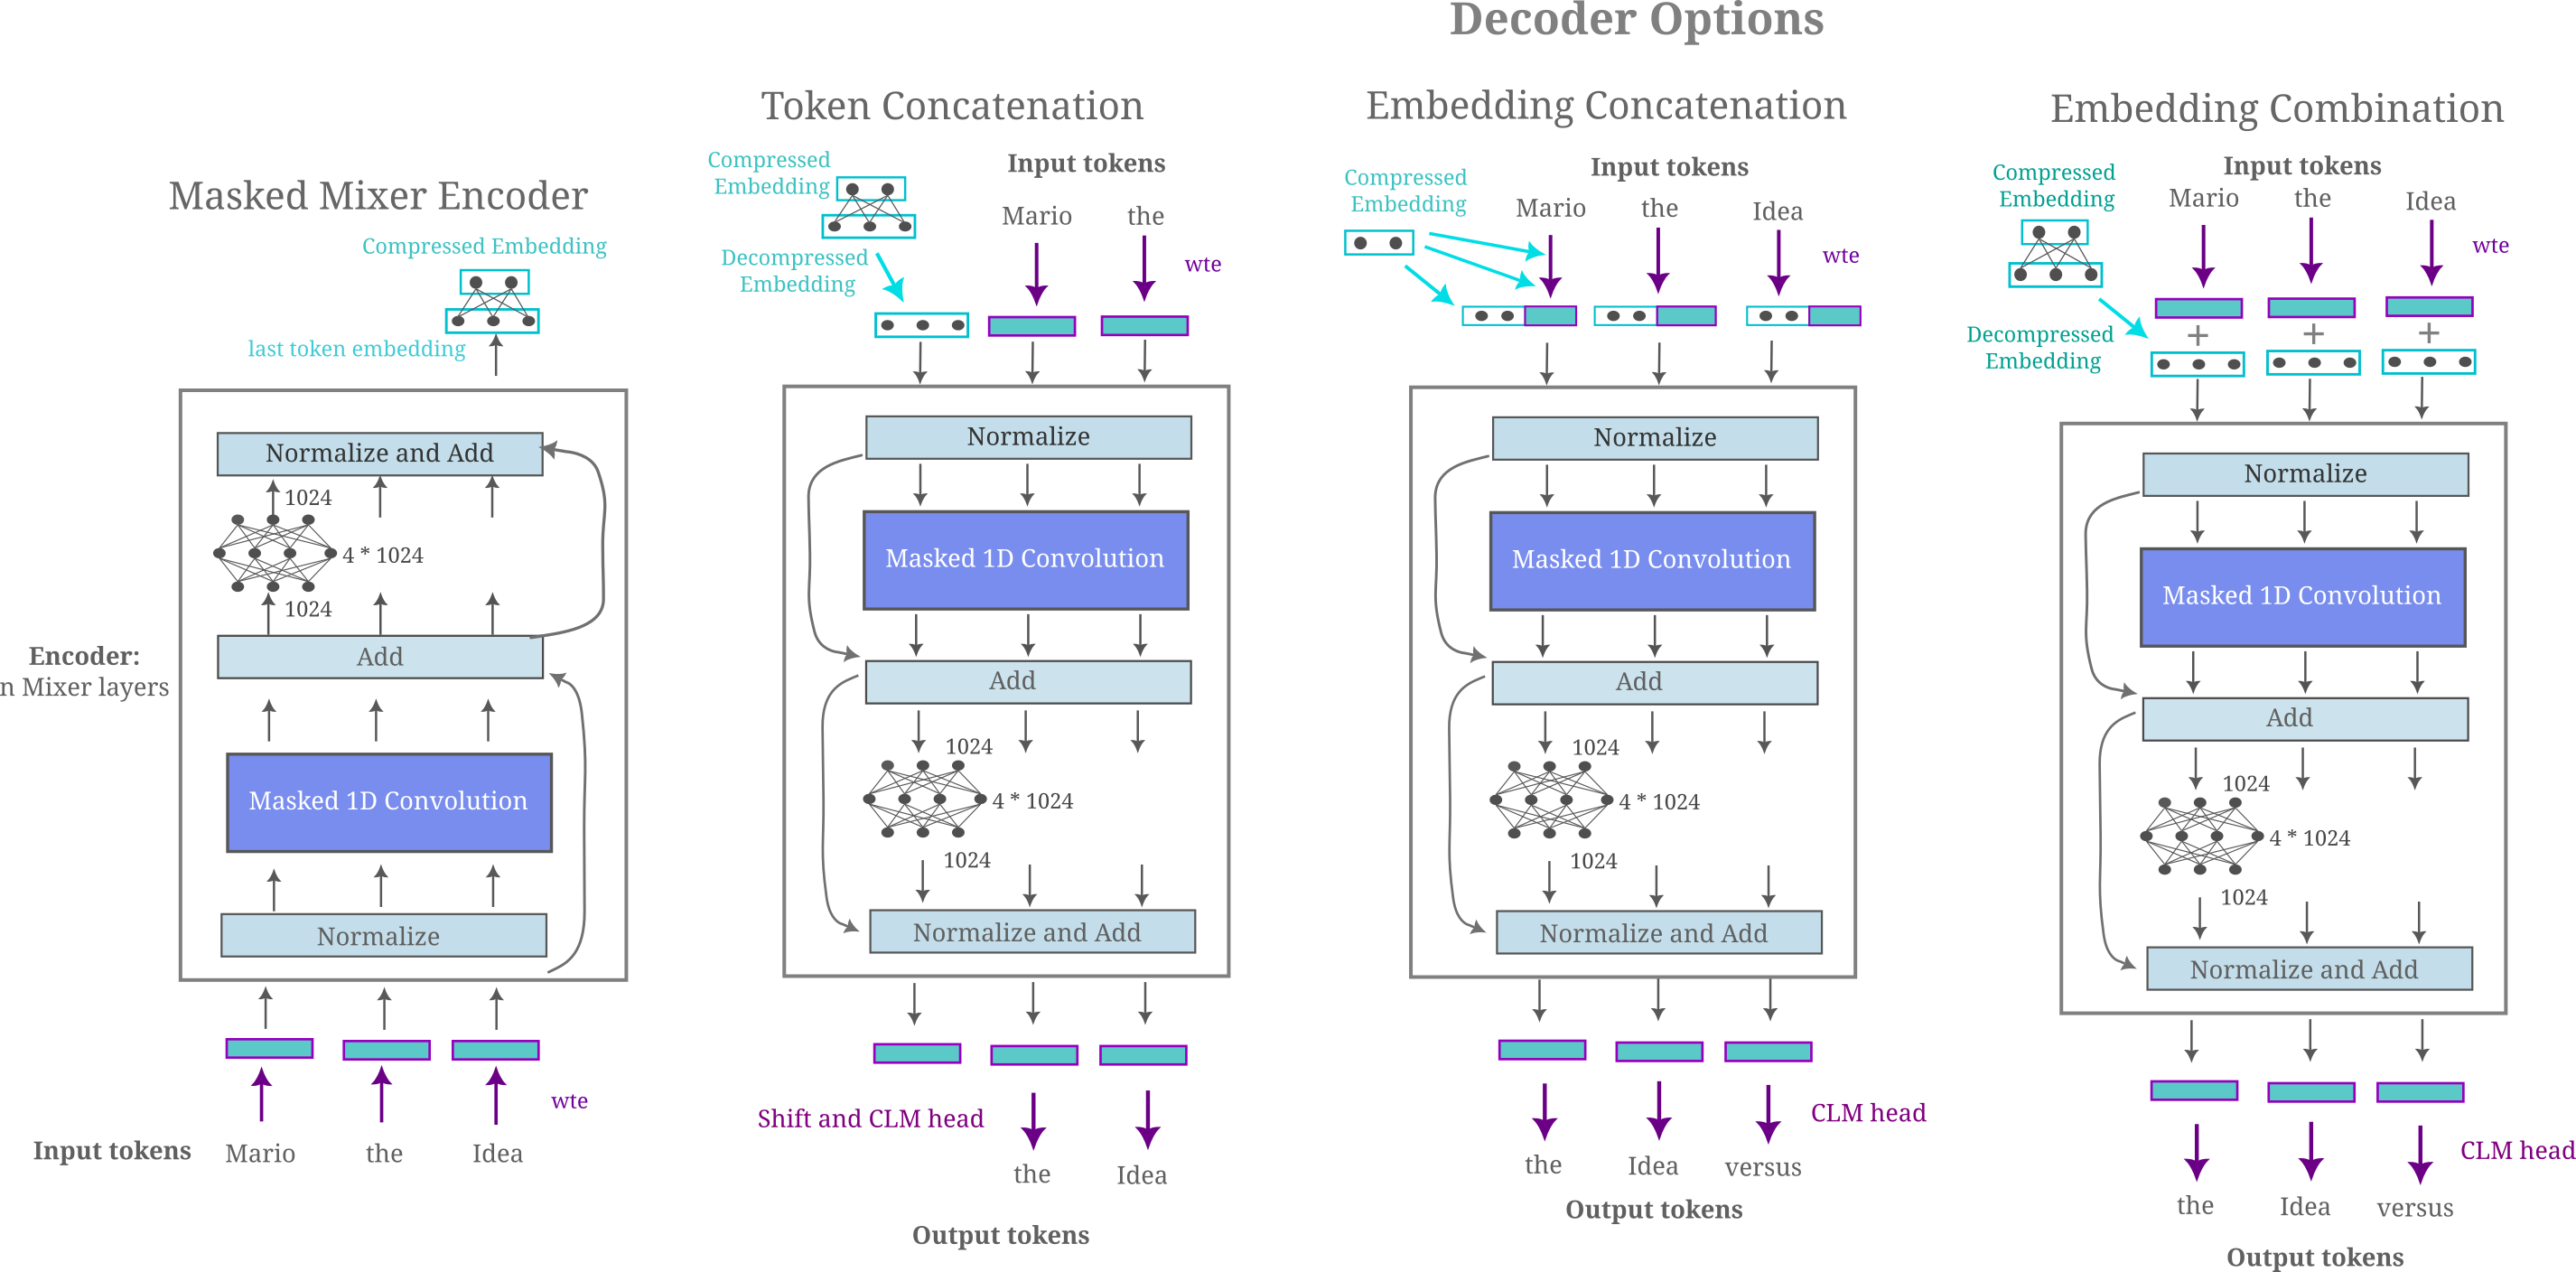 Decoder Options
Masked Mixer Encoder
Compressed Embedding
last token embedding
Normalize and Add
1024
4 * 1024
1024
Add
Encoder:
n Mixer layers
Masked 1D Convolution
Normalize
wte
Input tokens
Mario
the
Idea
Token Concatenation
Compressed
Embedding
Input tokens
Mario
the
Decompressed
Embedding
wte
Normalize
Masked 1D Convolution
Add
1024
4 * 1024
1024
Normalize and Add
Shift and CLM head
the
Idea
Output tokens
Embedding Concatenation
Compressed
Embedding
Input tokens
Mario
the
Idea
wte
Normalize
Masked 1D Convolution
Add
1024
4 * 1024
1024
Normalize and Add
CLM head
the
Idea
versus
Output tokens
Embedding Combination
Compressed
Embedding
Input tokens
Mario
the
Idea
wte
+
+
+
Decompressed
Embedding
Normalize
Masked 1D Convolution
Add
1024
4 * 1024
1024
Normalize and Add
CLM head
the
Idea
versus
Output tokens